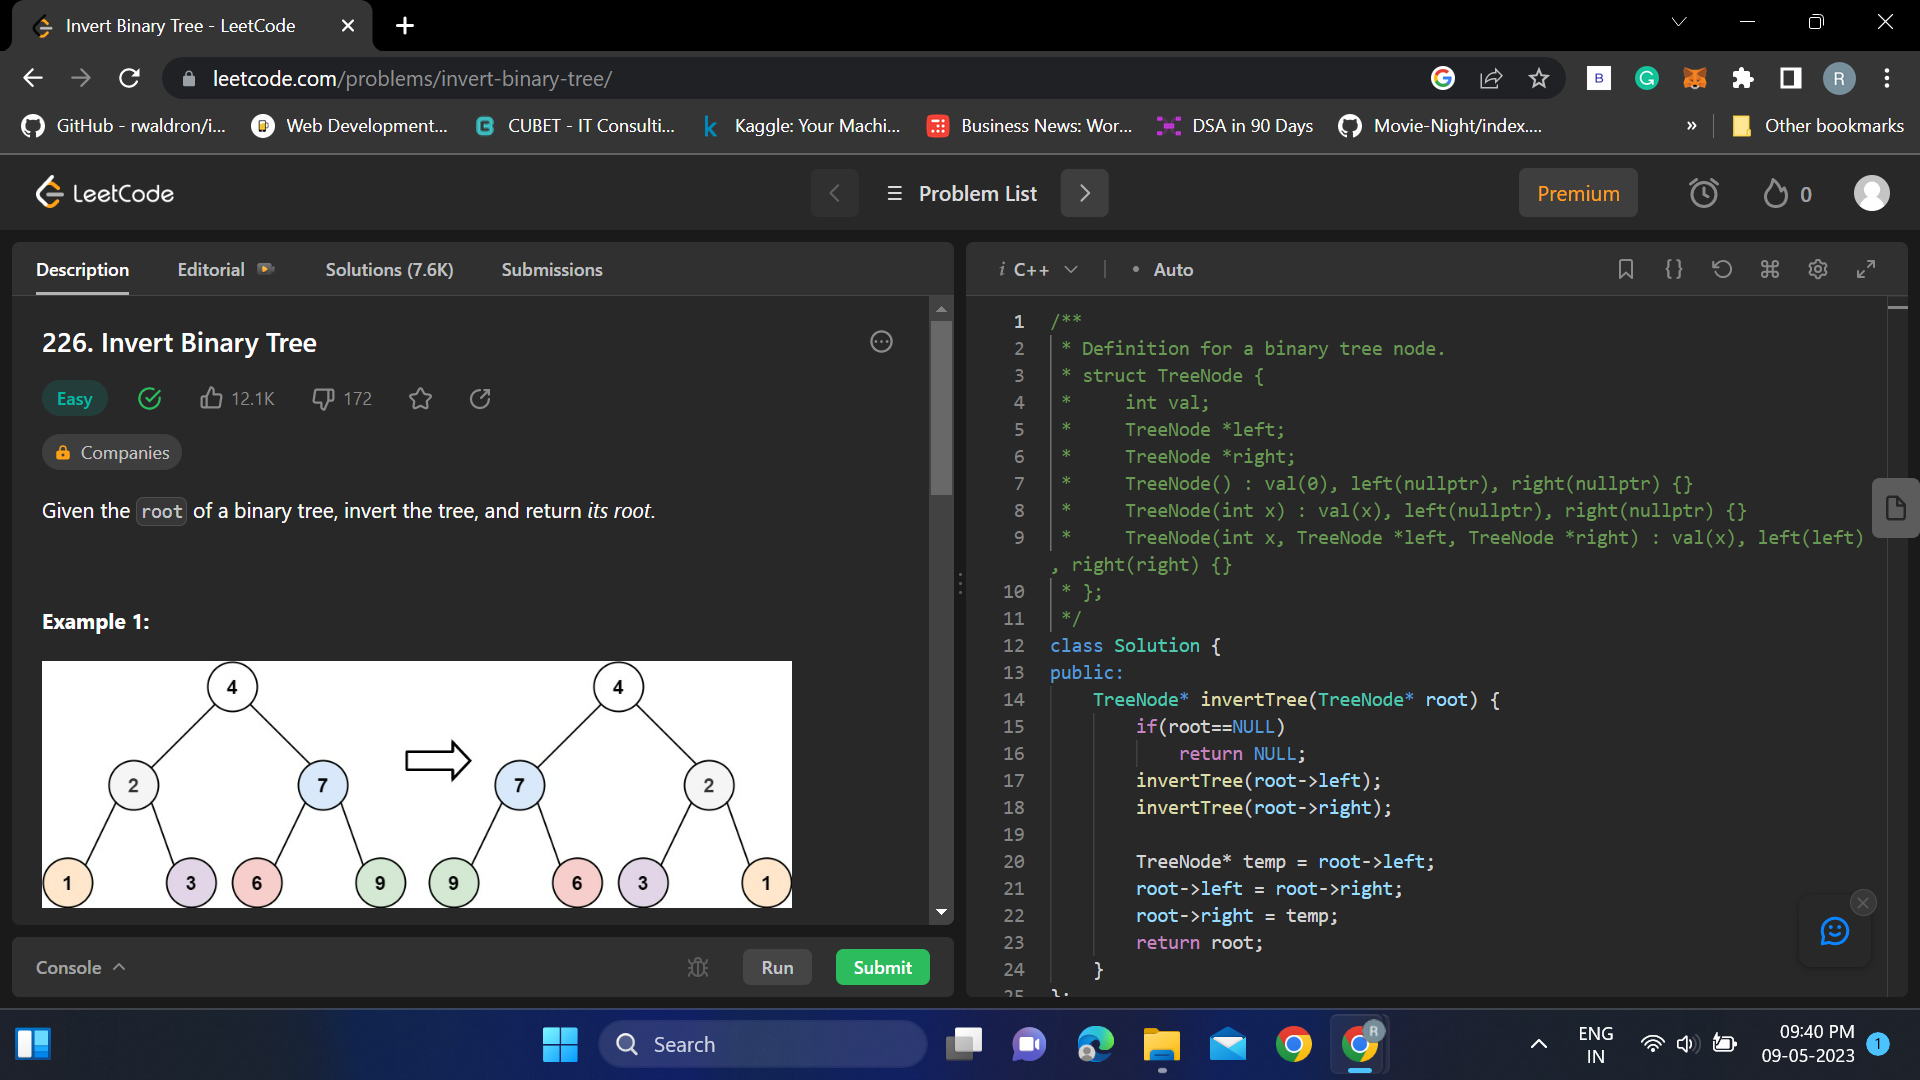 Invert Binary Tree - LeetCode
leetcode.com/problems/invert-binary-tree/
B
G
R
GitHub - rwaldron/i...
Web Development...
CUBET - IT Consulti...
k
Kaggle: Your Machi...
Business News: Wor...
DSA in 90 Days
Movie-Night/index....
»
Other bookmarks
LeetCode
Problem List
Premium
0
Description
Editorial
Solutions (7.6K)
Submissions
226. Invert Binary Tree
Easy
12.1K
172
Companies
Given the root of a binary tree, invert the tree, and return its root.
Example 1:
4
4
2
7
7
2
1
3
6
9
9
6
3
1
Console
Run
Submit
i C++
• Auto
{}
1 /**
2 * Definition for a binary tree node.
3 * struct TreeNode {
4 *     int val;
5 *     TreeNode *left;
6 *     TreeNode *right;
7 *     TreeNode() : val(0), left(nullptr), right(nullptr) {}
8 *     TreeNode(int x) : val(x), left(nullptr), right(nullptr) {}
9 *     TreeNode(int x, TreeNode *left, TreeNode *right) : val(x), left(left)
, right(right) {}
10 * };
11 */
12 class Solution {
13 public:
14     TreeNode* invertTree(TreeNode* root) {
15         if(root==NULL)
16             return NULL;
17         invertTree(root->left);
18         invertTree(root->right);
19
20         TreeNode* temp = root->left;
21         root->left = root->right;
22         root->right = temp;
23         return root;
24     }
25 };
Search
R
ENG
IN
09:40 PM
09-05-2023
1